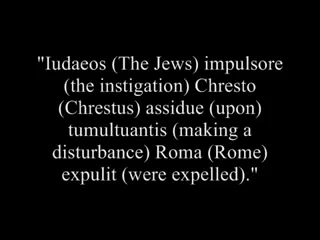 "Iudaeos (The Jews) impulsore
(the instigation) Chresto
(Chrestus) assidue (upon)
tumultuantis (making a
disturbance) Roma (Rome)
expulit (were expelled)."